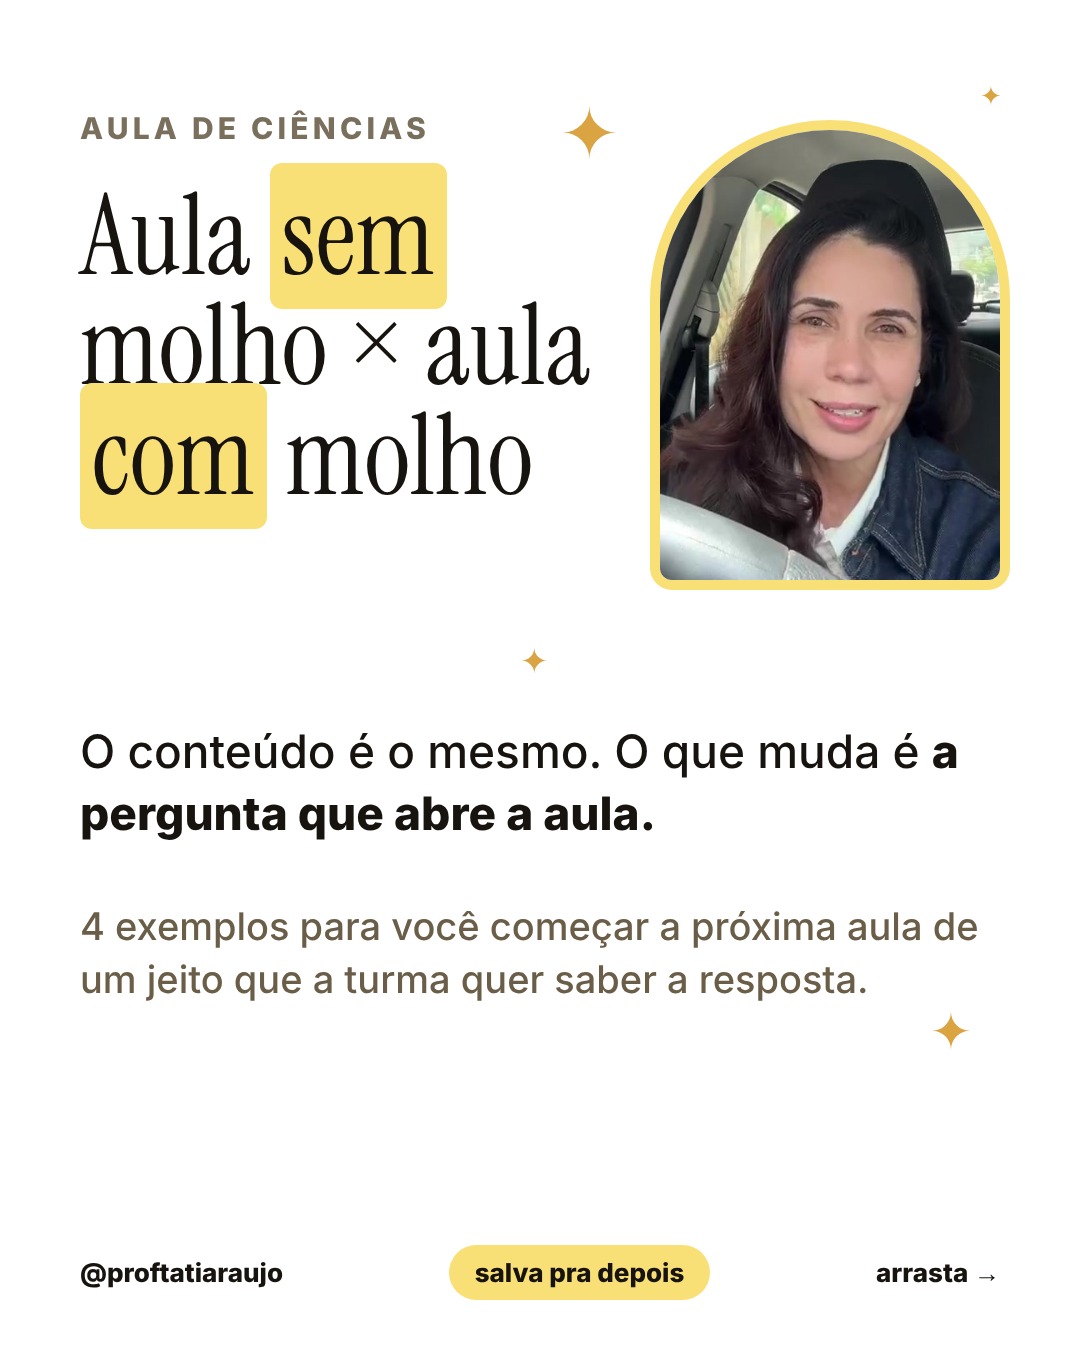 AULA DE CIÊNCIAS
Aula sem
molho × aula
com molho
O conteúdo é o mesmo. O que muda é a
pergunta que abre a aula.
4 exemplos para você começar a próxima aula de
um jeito que a turma quer saber a resposta.
@proftatiaraujo
salva pra depois
arrasta →